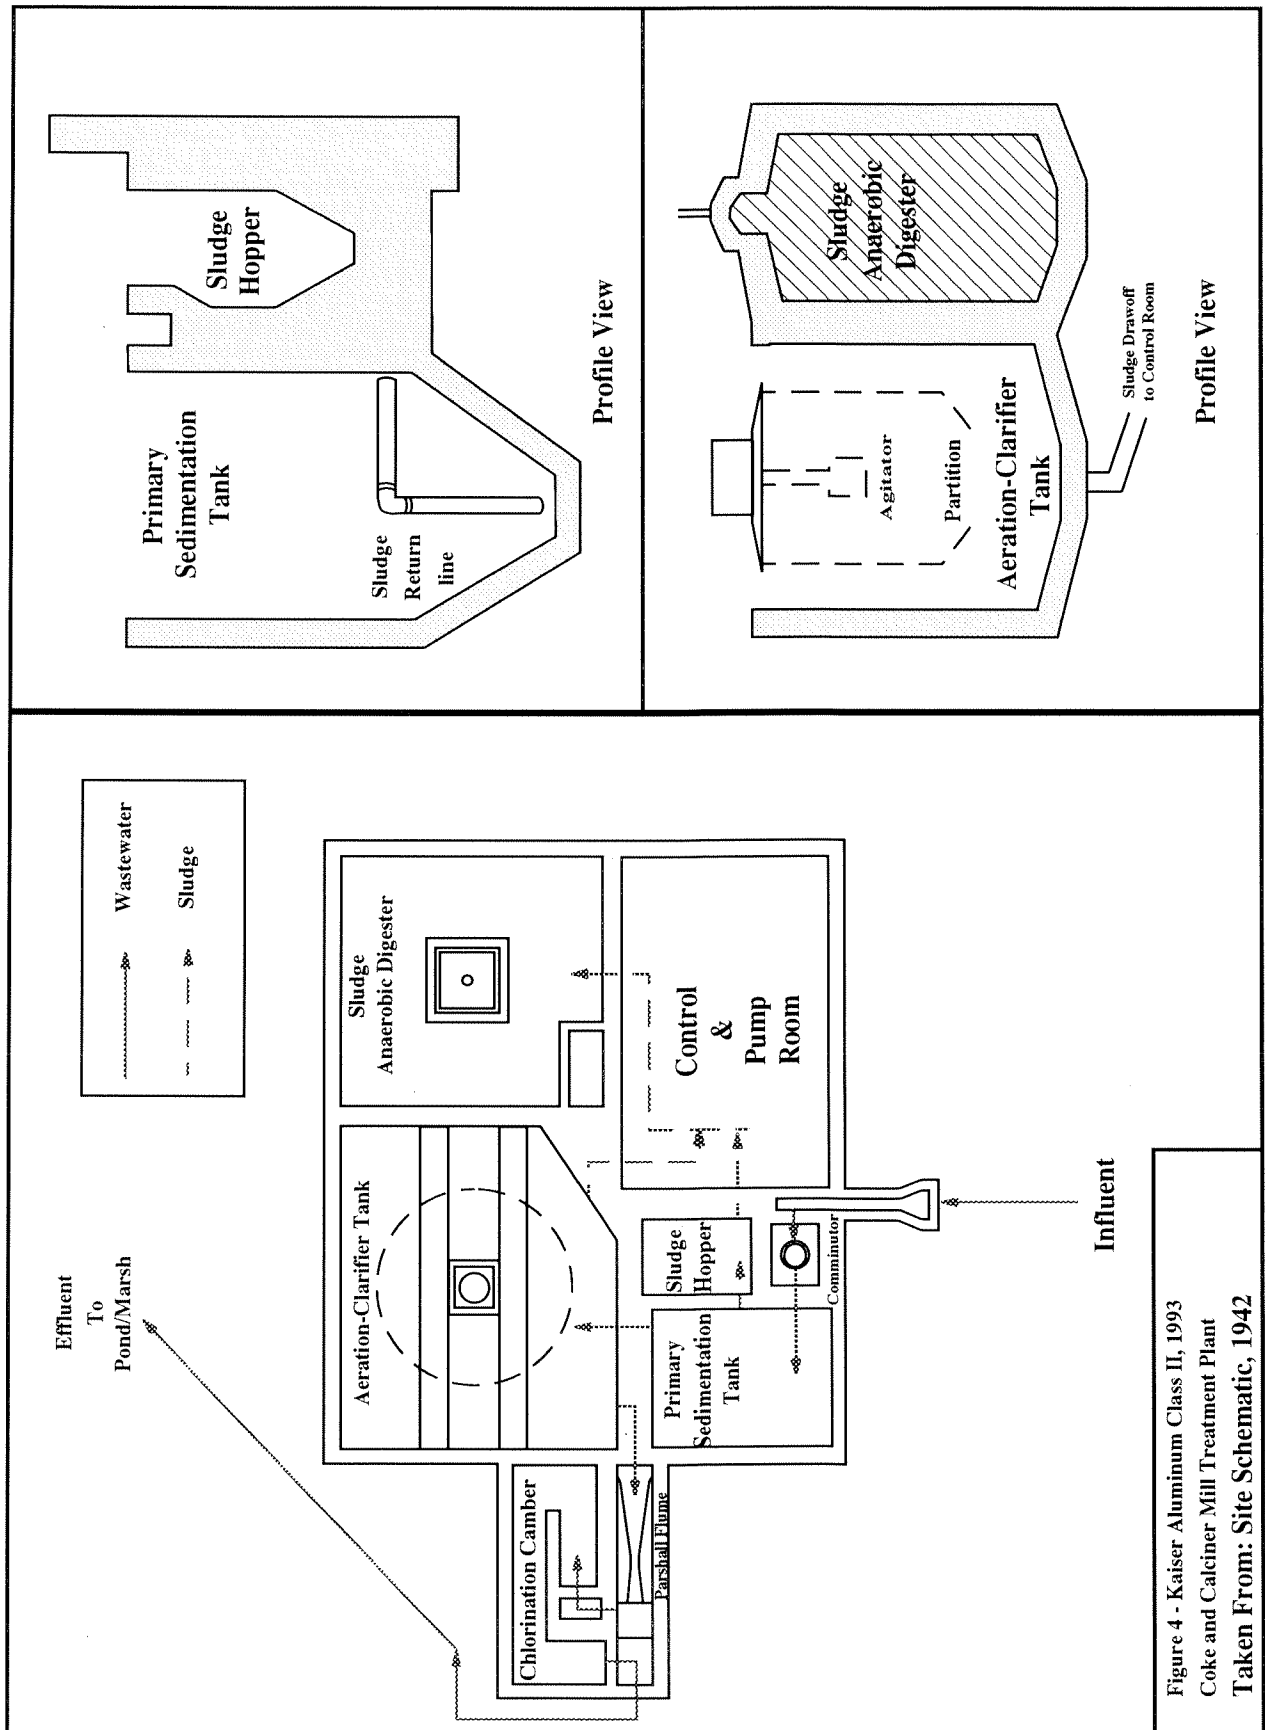 Effluent
To
Pond/Marsh
Wastewater
Sludge
Aeration-Clarifier Tank
Sludge
Anaerobic Digester
Chlorination Camber
Parshall Flume
Primary
Sedimentation
Tank
Sludge
Hopper
Comminutor
Control
&
Pump
Room
Influent
Figure 4 - Kaiser Aluminum Class II, 1993
Coke and Calciner Mill Treatment Plant
Taken From: Site Schematic, 1942
Primary
Sedimentation
Tank
Sludge
Hopper
Sludge
Return
line
Profile View
Sludge
Anaerobic
Digester
Agitator
Partition
Aeration-Clarifier
Tank
Sludge Drawoff
to Control Room
Profile View